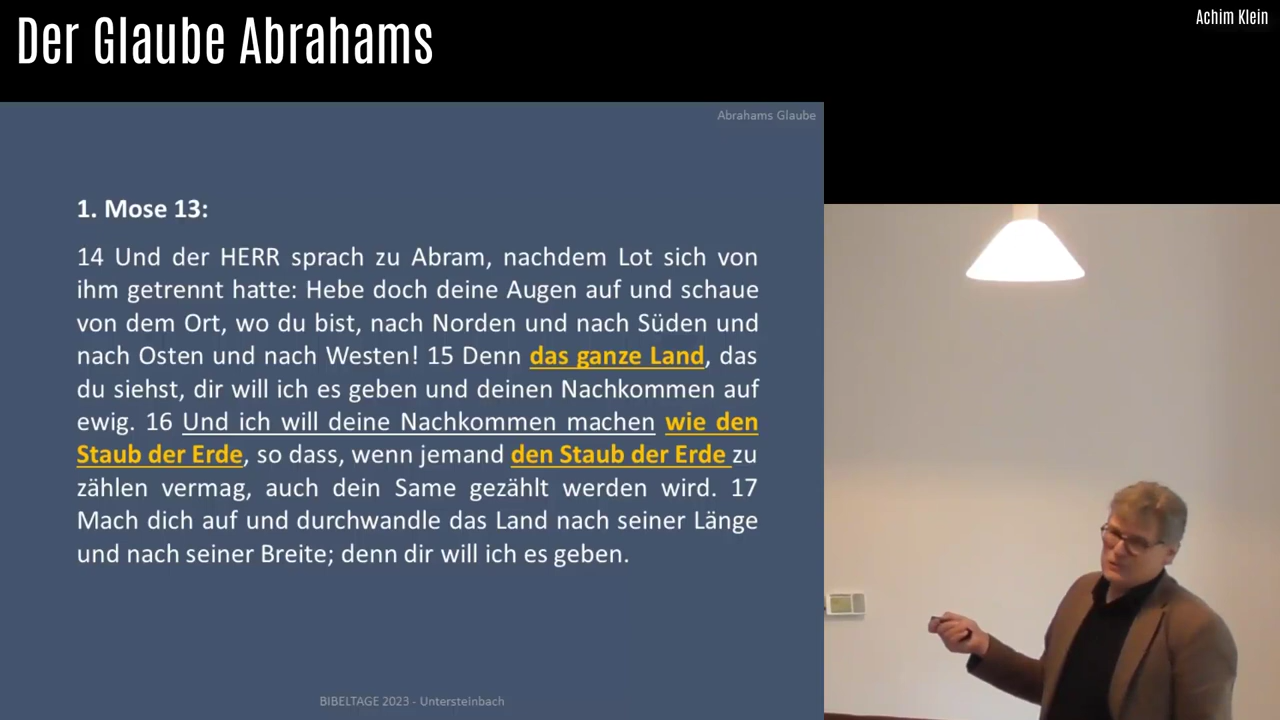 Der Glaube Abrahams
Achim Klein
Abrahams Glaube
1. Mose 13:
14 Und der HERR sprach zu Abram, nachdem Lot sich von
ihm getrennt hatte: Hebe doch deine Augen auf und schaue
von dem Ort, wo du bist, nach Norden und nach Süden und
nach Osten und nach Westen! 15 Denn das ganze Land, das
du siehst, dir will ich es geben und deinen Nachkommen auf
ewig. 16 Und ich will deine Nachkommen machen wie den
Staub der Erde, so dass, wenn jemand den Staub der Erde zu
zählen vermag, auch dein Same gezählt werden wird. 17
Mach dich auf und durchwandle das Land nach seiner Länge
und nach seiner Breite; denn dir will ich es geben.
BIBELTAGE 2023 - Untersteinbach